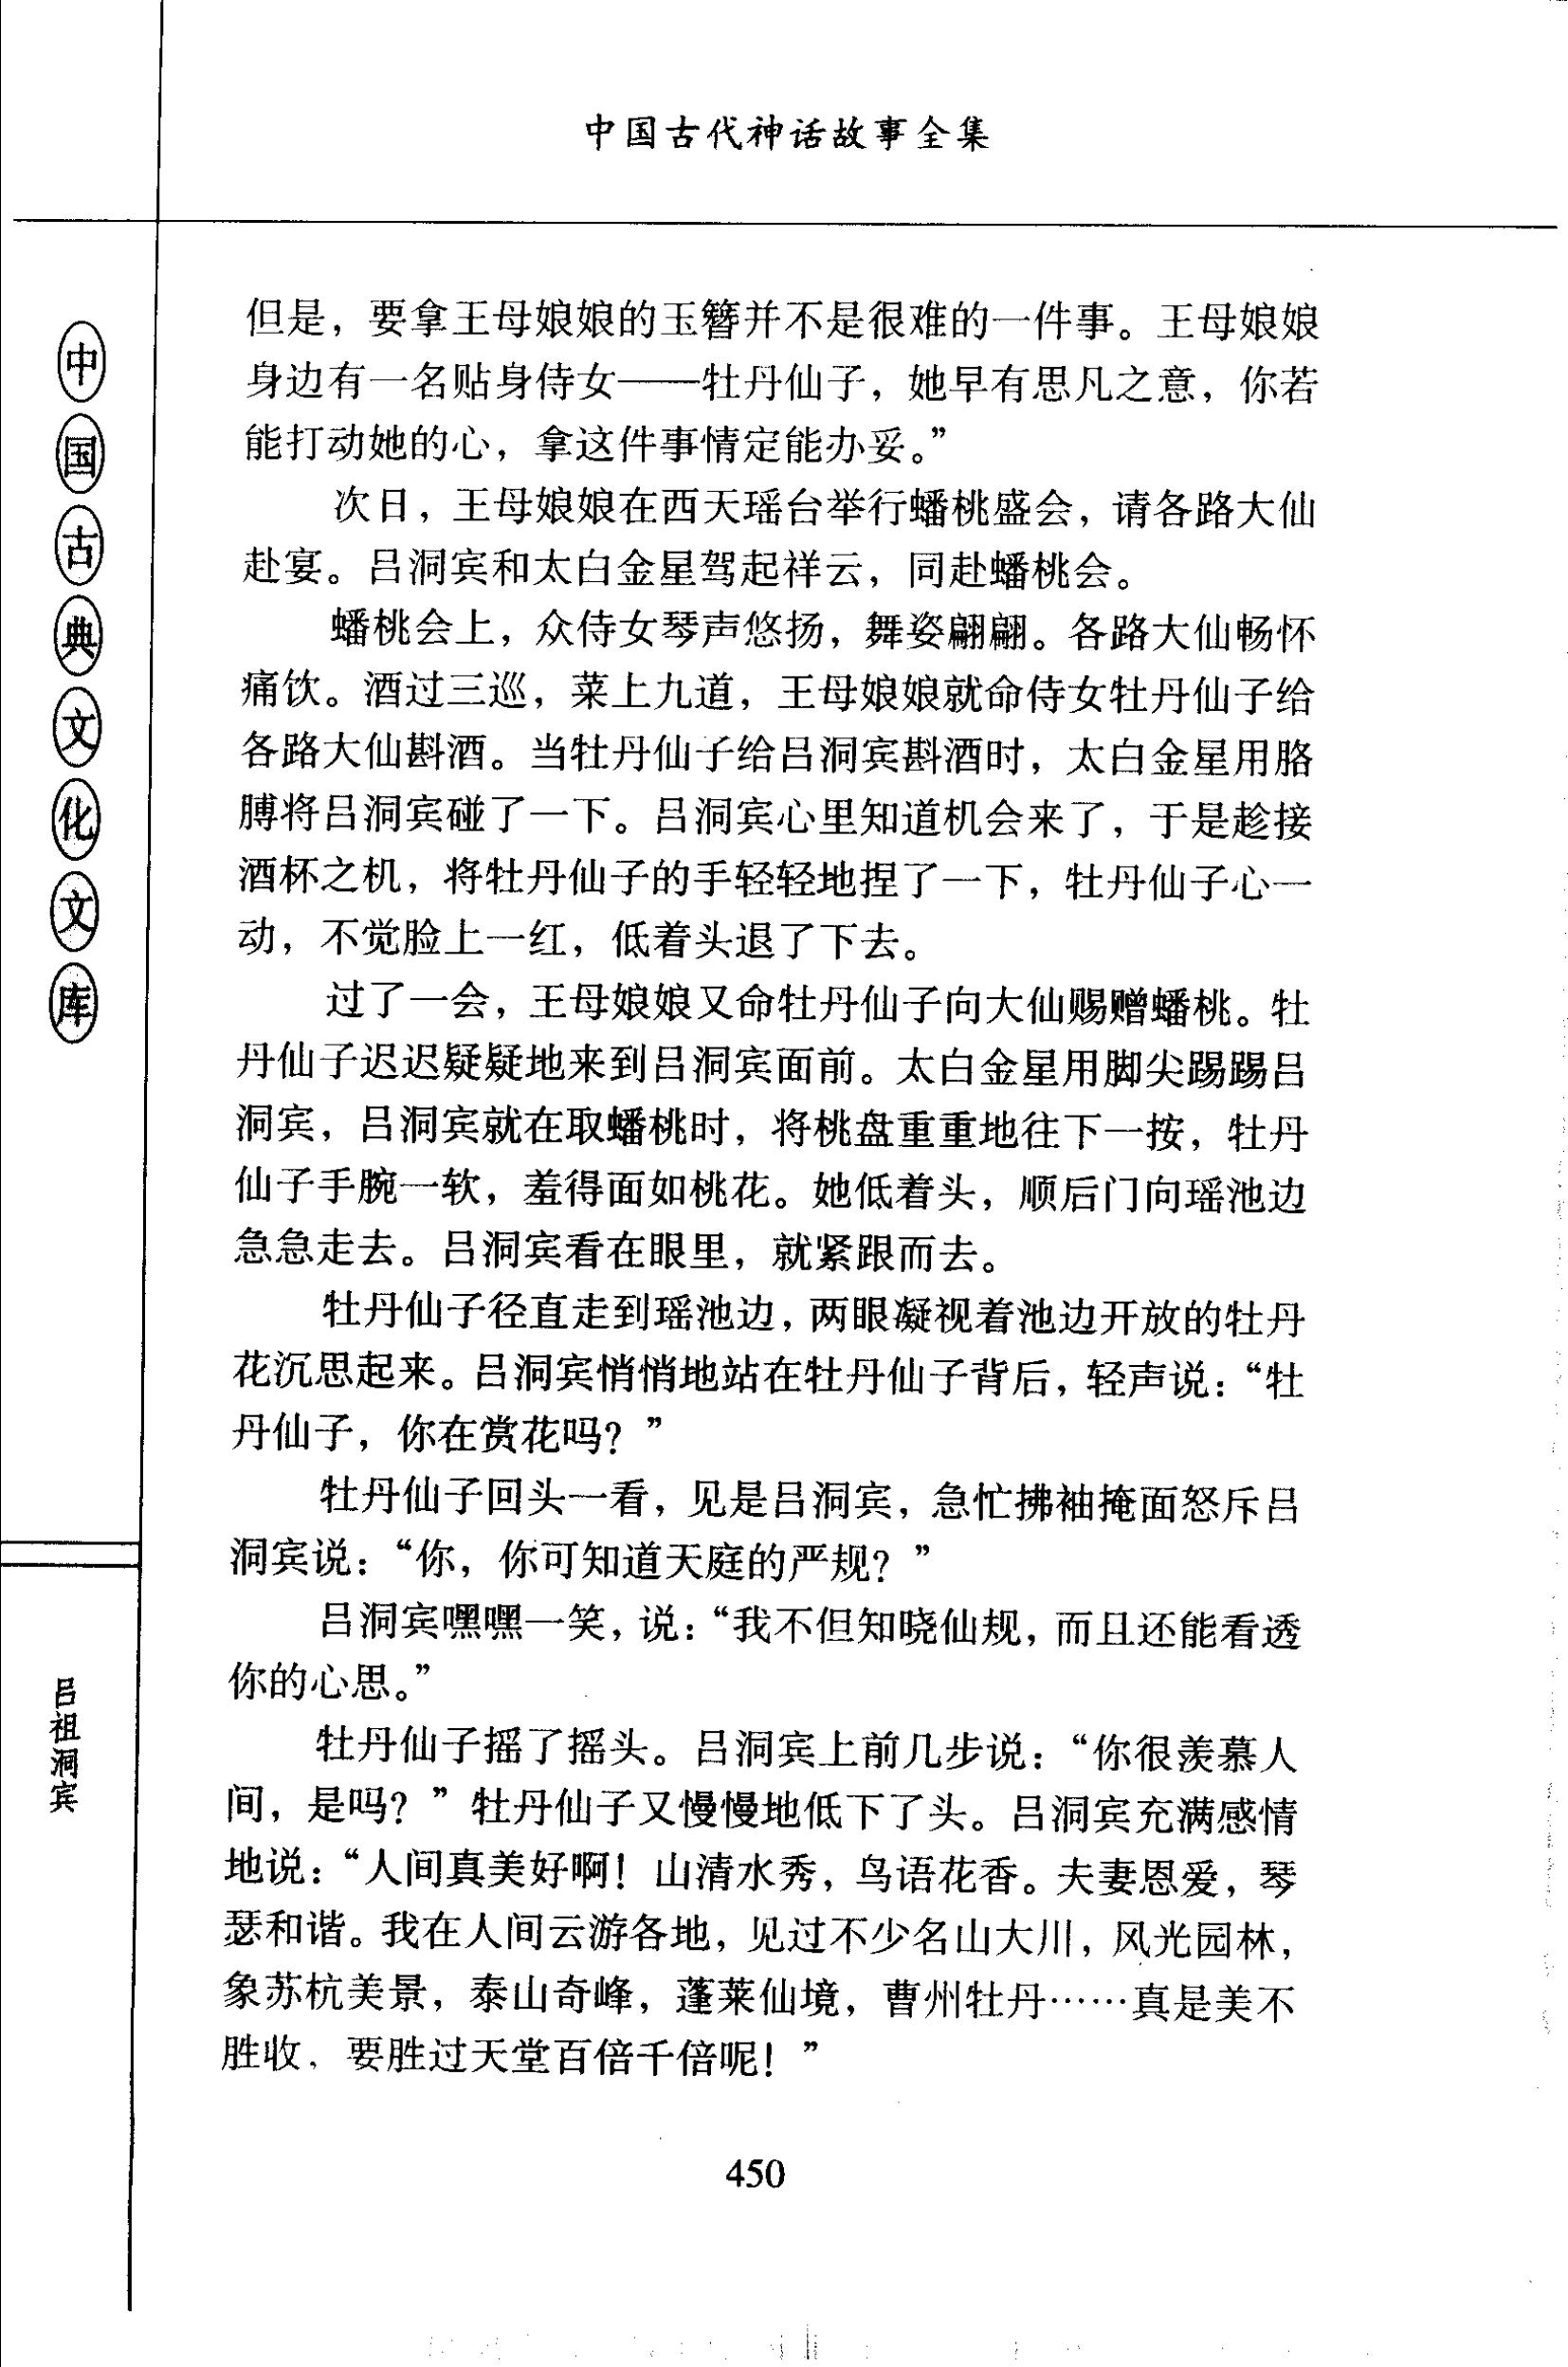 中国古代神话故事全集
中国古典文化文库
吕祖洞宾
但是，要拿王母娘娘的玉簪并不是很难的一件事。王母娘娘
身边有一名贴身侍女——牡丹仙子，她早有思凡之意，你若
能打动她的心，拿这件事情定能办妥。”
次日，王母娘娘在西天瑶台举行蟠桃盛会，请各路大仙
赴宴。吕洞宾和太白金星驾起祥云，同赴蟠桃会。
蟠桃会上，众侍女琴声悠扬，舞姿翩翩。各路大仙畅怀
痛饮。酒过三巡，菜上九道，王母娘娘就命侍女牡丹仙子给
各路大仙斟酒。当牡丹仙子给吕洞宾斟酒时，太白金星用胳
膊将吕洞宾碰了一下。吕洞宾心里知道机会来了，于是趁接
酒杯之机，将牡丹仙子的手轻轻地捏了一下，牡丹仙子心一
动，不觉脸上一红，低着头退了下去。
过了一会，王母娘娘又命牡丹仙子向大仙赐赠蟠桃。牡
丹仙子迟迟疑疑地来到吕洞宾面前。太白金星用脚尖踢踢吕
洞宾，吕洞宾就在取蟠桃时，将桃盘重重地往下一按，牡丹
仙子手腕一软，羞得面如桃花。她低着头，顺后门向瑶池边
急急走去。吕洞宾看在眼里，就紧跟而去。
牡丹仙子径直走到瑶池边，两眼凝视着池边开放的牡丹
花沉思起来。吕洞宾悄悄地站在牡丹仙子背后，轻声说：“牡
丹仙子，你在赏花吗？”
牡丹仙子回头一看，见是吕洞宾，急忙拂袖掩面怒斥吕
洞宾说：“你，你可知道天庭的严规？”
吕洞宾嘿嘿一笑，说：“我不但知晓仙规，而且还能看透
你的心思。”
牡丹仙子摇了摇头。吕洞宾上前几步说：“你很羡慕人
间，是吗？”牡丹仙子又慢慢地低下了头。吕洞宾充满感情
地说：“人间真美好啊！山清水秀，鸟语花香。夫妻恩爱，琴
瑟和谐。我在人间云游各地，见过不少名山大川，风光园林，
象苏杭美景，泰山奇峰，蓬莱仙境，曹州牡丹……真是美不
胜收，要胜过天堂百倍千倍呢！”
450